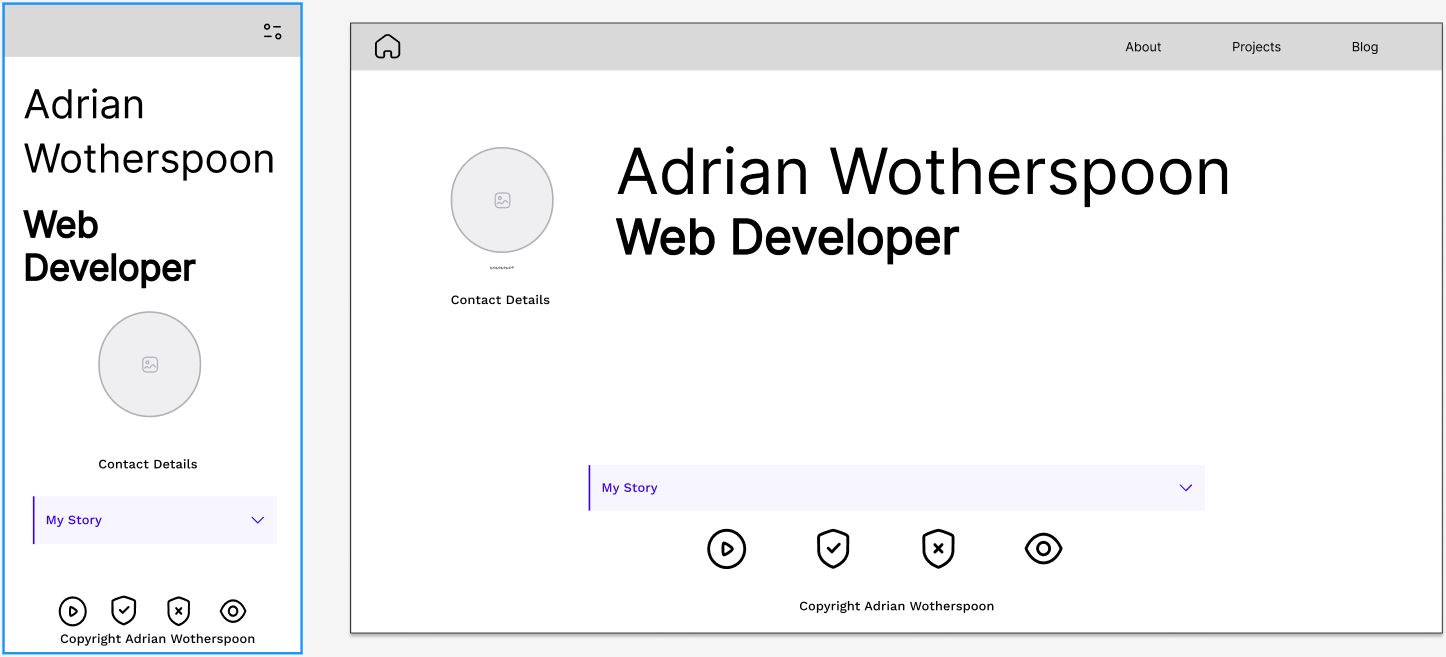 Adrian
Wotherspoon
Web
Developer
Contact Details
My Story
Copyright Adrian Wotherspoon
About
Projects
Blog
Adrian Wotherspoon
Web Developer
Contact Details
My Story
Copyright Adrian Wotherspoon